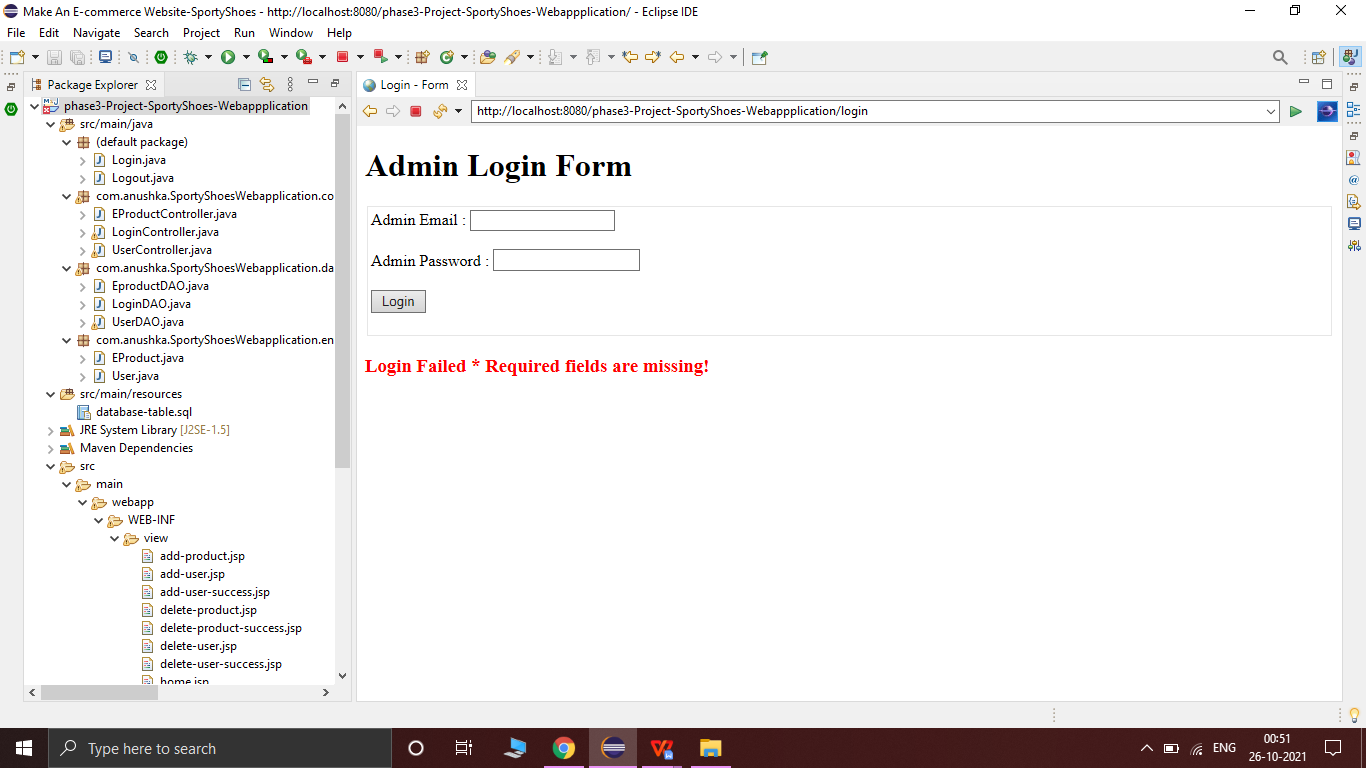 Make An E-commerce Website-SportyShoes - http://localhost:8080/phase3-Project-SportyShoes-Webappplication/ - Eclipse IDE
File Edit Navigate Search Project Run Window Help
Package Explorer
phase3-Project-SportyShoes-Webappplication
src/main/java
(default package)
Login.java
Logout.java
com.anushka.SportyShoesWebapplication.co
EProductController.java
LoginController.java
UserController.java
com.anushka.SportyShoesWebapplication.da
EproductDAO.java
LoginDAO.java
UserDAO.java
com.anushka.SportyShoesWebapplication.en
EProduct.java
User.java
src/main/resources
database-table.sql
JRE System Library [J2SE-1.5]
Maven Dependencies
src
main
webapp
WEB-INF
view
add-product.jsp
add-user.jsp
add-user-success.jsp
delete-product.jsp
delete-product-success.jsp
delete-user.jsp
delete-user-success.jsp
home.jsp
Login - Form
http://localhost:8080/phase3-Project-SportyShoes-Webappplication/login
Admin Login Form
Admin Email :
Admin Password :
Login
Login Failed * Required fields are missing!
Type here to search
ENG
00:51
26-10-2021